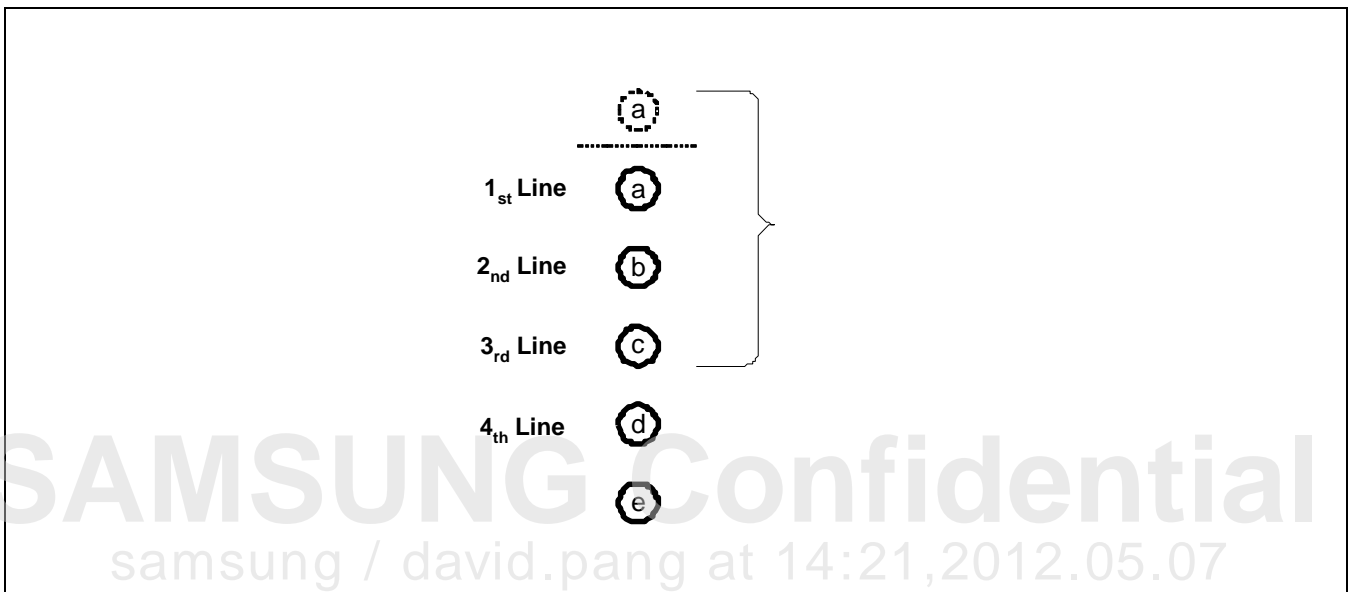 a
1st Line a
2nd Line b
3rd Line c
4th Line d
e
SAMSUNG Confidential
samsung / david.pang at 14:21,2012.05.07